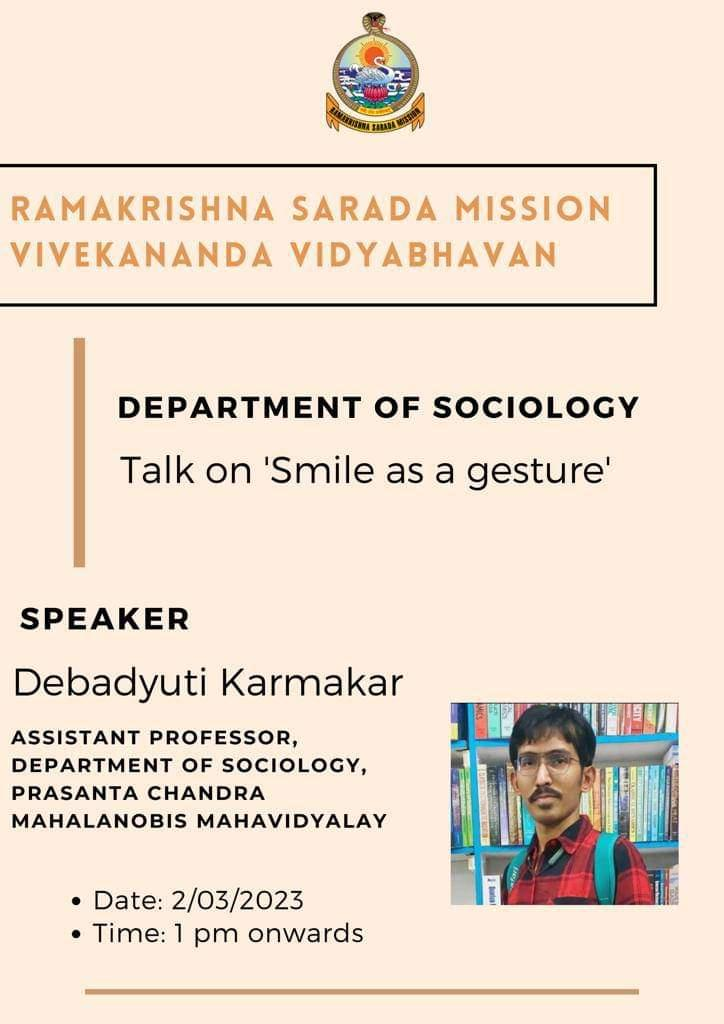 RAMAKRISHNA SARADA MISSION
RAMAKRISHNA SARADA MISSION
VIVEKANANDA VIDYABHAVAN
DEPARTMENT OF SOCIOLOGY
Talk on 'Smile as a gesture'
SPEAKER
Debadyuti Karmakar
ASSISTANT PROFESSOR,
DEPARTMENT OF SOCIOLOGY,
PRASANTA CHANDRA
MAHALANOBIS MAHAVIDYALAY
• Date: 2/03/2023
• Time: 1 pm onwards